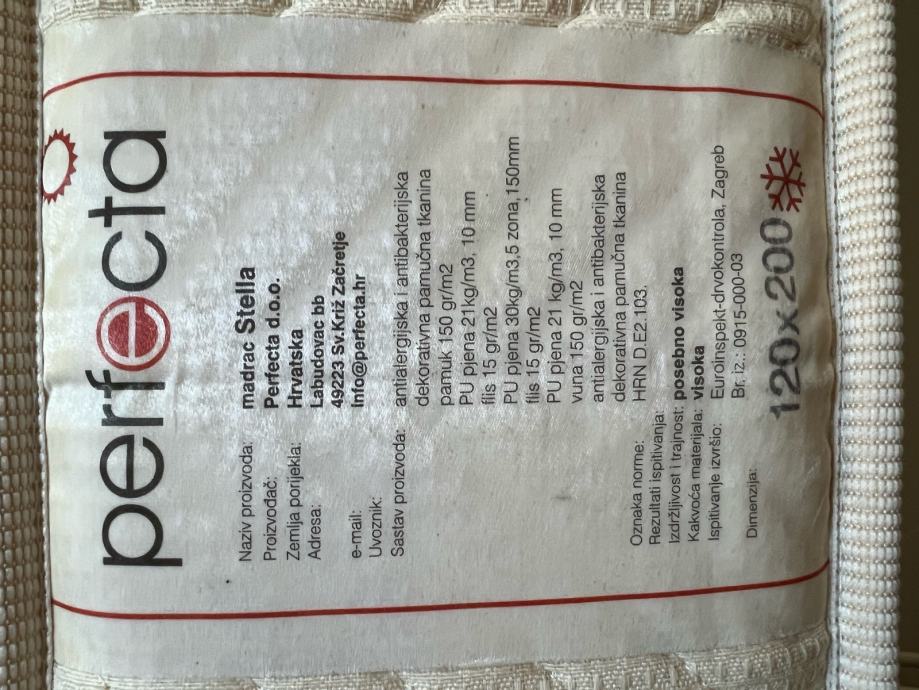 perfecta
Naziv proizvoda: madrac Stella
Proizvođač: Perfecta d.o.o.
Zemlja porijekla: Hrvatska
Adresa: Labudovac bb
49223 Sv.Križ Začretje
e-mail: Info@perfecta.hr
Uvoznik:
Sastav proizvoda: antialergijska i antibakterijska
dekorativna pamučna tkanina
pamuk 150 gr/m2
PU pjena 21kg/m3, 10 mm
flis 15 gr/m2
PU pjena 30kg/m3,5 zona,150mm
flis 15 gr/m2
PU pjena 21 kg/m3, 10 mm
vuna 150 gr/m2
antialergijska i antibakterijska
dekorativna pamučna tkanina
Oznaka norme: HRN D.E2.103.
Rezultati ispitivanja:
Izdržljivost i trajnost: posebno visoka
Kakvoća materijala: visoka
Ispitivanje izvršio: Euroinspekt-drvokontrola, Zagreb
Br. iz.: 0915-000-03
Dimenzija: 120x200